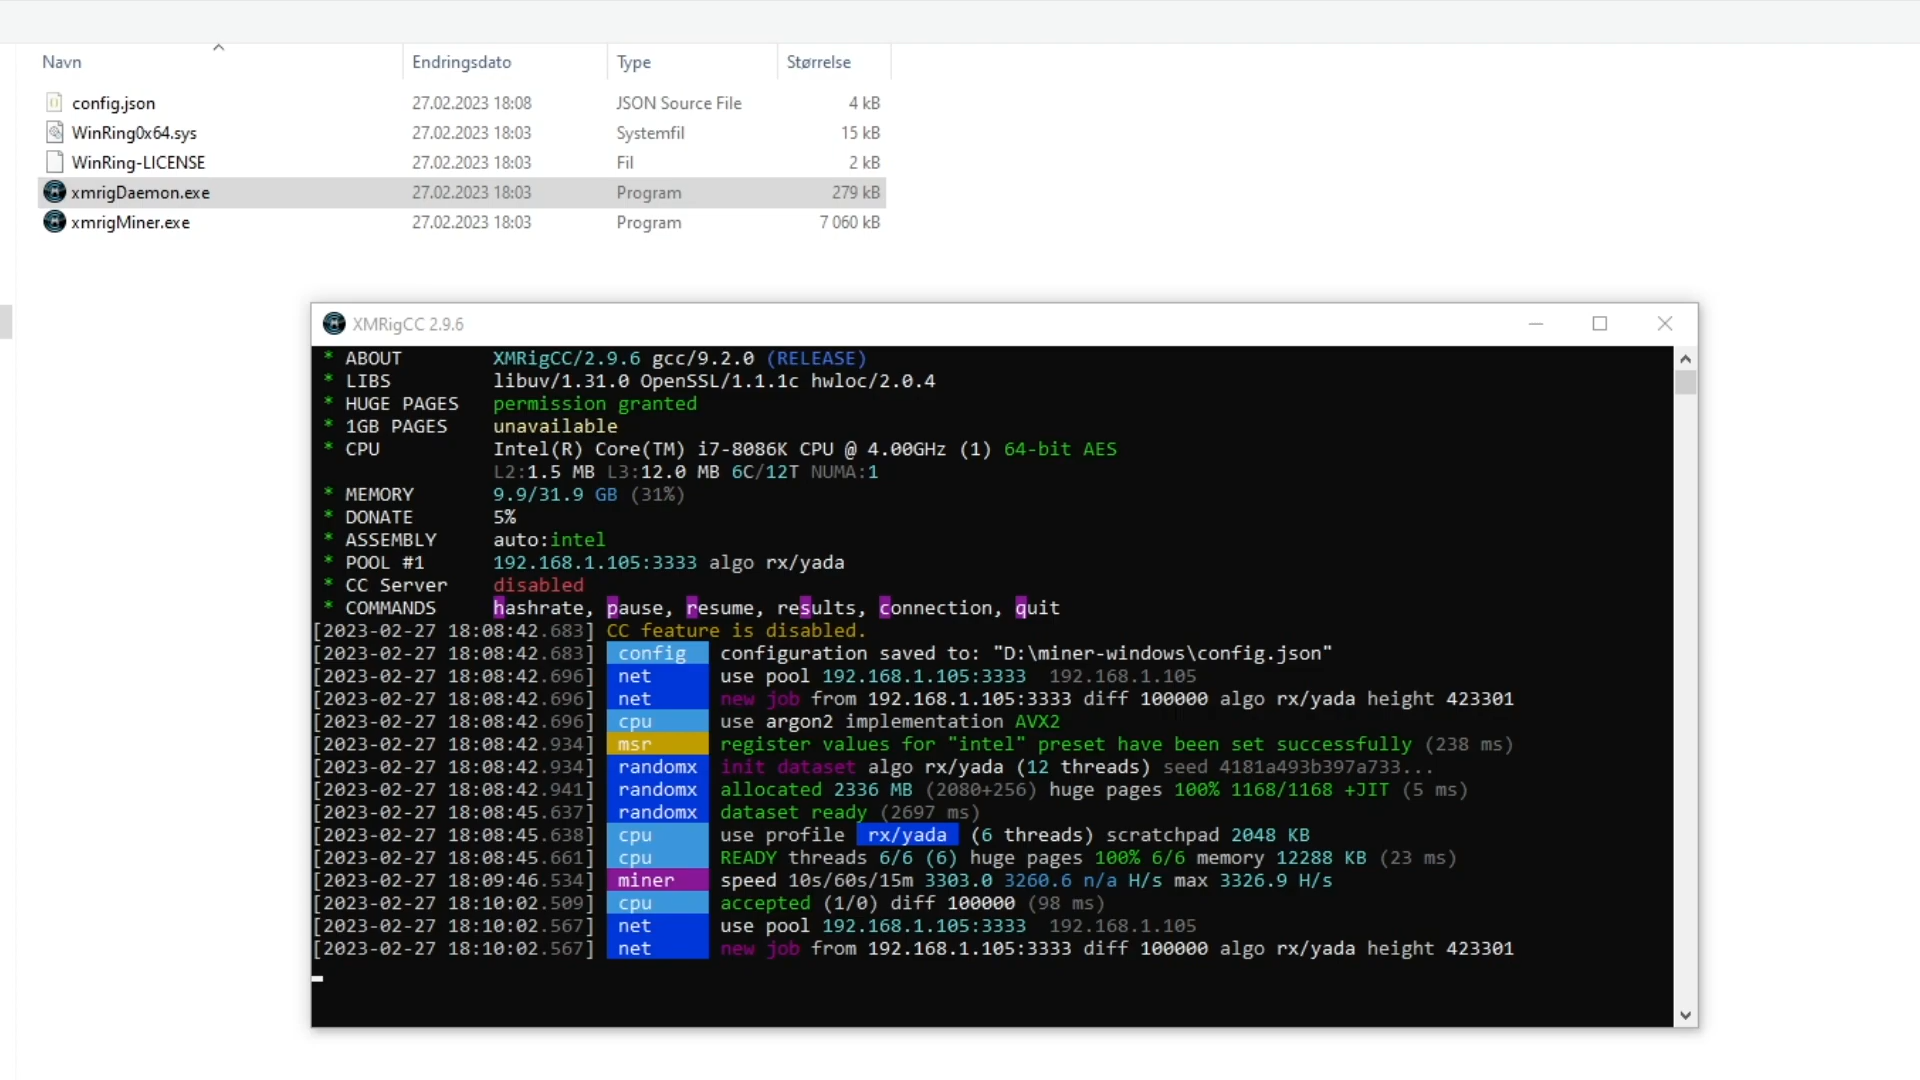 Navn Endringsdato Type Størrelse
config.json 27.02.2023 18:08 JSON Source File 4 kB
WinRing0x64.sys 27.02.2023 18:03 Systemfil 15 kB
WinRing-LICENSE 27.02.2023 18:03 Fil 2 kB
xmrigDaemon.exe 27.02.2023 18:03 Program 279 kB
xmrigMiner.exe 27.02.2023 18:03 Program 7 060 kB
XMRigCC 2.9.6
* ABOUT XMRigCC/2.9.6 gcc/9.2.0 (RELEASE)
* LIBS libuv/1.31.0 OpenSSL/1.1.1c hwloc/2.0.4
* HUGE PAGES permission granted
* 1GB PAGES unavailable
* CPU Intel(R) Core(TM) i7-8086K CPU @ 4.00GHz (1) 64-bit AES
L2:1.5 MB L3:12.0 MB 6C/12T NUMA:1
* MEMORY 9.9/31.9 GB (31%)
* DONATE 5%
* ASSEMBLY auto:intel
* POOL #1 192.168.1.105:3333 algo rx/yada
* CC Server disabled
* COMMANDS hashrate, pause, resume, results, connection, quit
[2023-02-27 18:08:42.683] CC feature is disabled.
[2023-02-27 18:08:42.683] config configuration saved to: "D:\miner-windows\config.json"
[2023-02-27 18:08:42.696] net use pool 192.168.1.105:3333 192.168.1.105
[2023-02-27 18:08:42.696] net new job from 192.168.1.105:3333 diff 100000 algo rx/yada height 423301
[2023-02-27 18:08:42.696] cpu use argon2 implementation AVX2
[2023-02-27 18:08:42.934] msr register values for "intel" preset have been set successfully (238 ms)
[2023-02-27 18:08:42.934] randomx init dataset algo rx/yada (12 threads) seed 4181a493b397a733...
[2023-02-27 18:08:42.941] randomx allocated 2336 MB (2080+256) huge pages 100% 1168/1168 +JIT (5 ms)
[2023-02-27 18:08:45.637] randomx dataset ready (2697 ms)
[2023-02-27 18:08:45.638] cpu use profile rx/yada (6 threads) scratchpad 2048 KB
[2023-02-27 18:08:45.661] cpu READY threads 6/6 (6) huge pages 100% 6/6 memory 12288 KB (23 ms)
[2023-02-27 18:09:46.534] miner speed 10s/60s/15m 3303.0 3260.6 n/a H/s max 3326.9 H/s
[2023-02-27 18:10:02.509] cpu accepted (1/0) diff 100000 (98 ms)
[2023-02-27 18:10:02.567] net use pool 192.168.1.105:3333 192.168.1.105
[2023-02-27 18:10:02.567] net new job from 192.168.1.105:3333 diff 100000 algo rx/yada height 423301